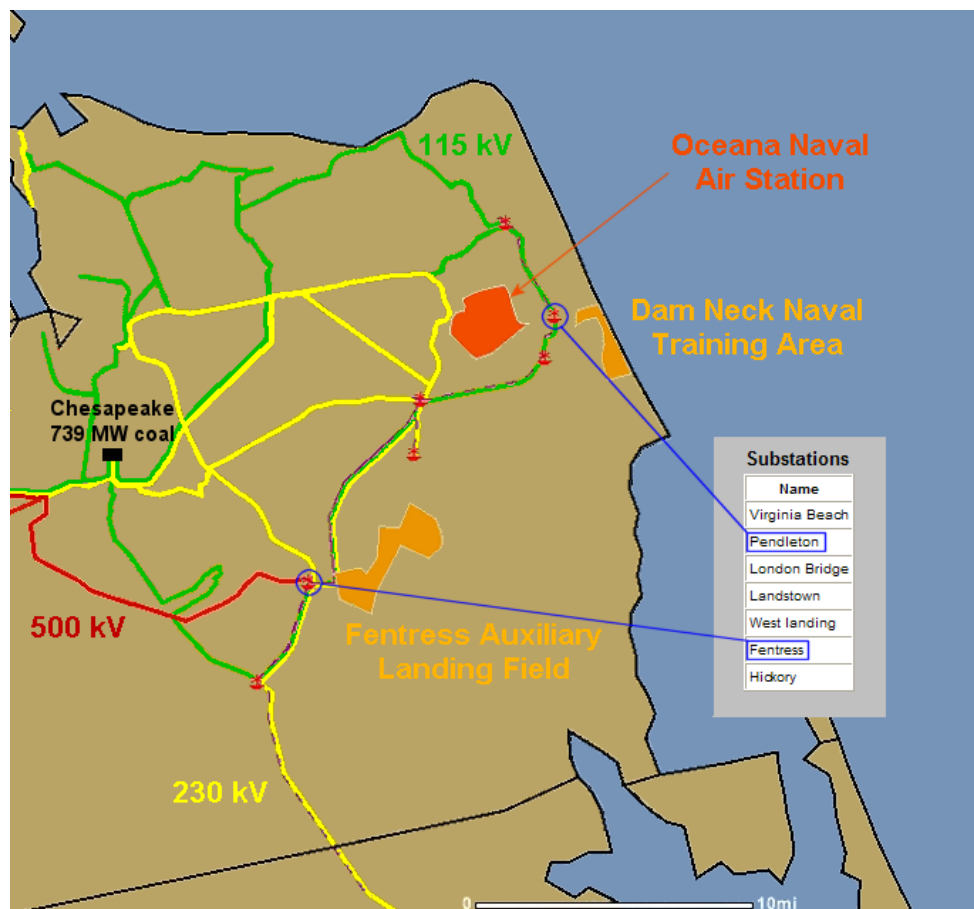 115 kV
Oceana Naval
Air Station
Dam Neck Naval
Training Area
Chesapeake
739 MW coal
Substations
Name
Virginia Beach
Pendleton
London Bridge
Landstown
West landing
Fentress
Hickory
500 kV
Fentress Auxiliary
Landing Field
230 kV
0 10mi